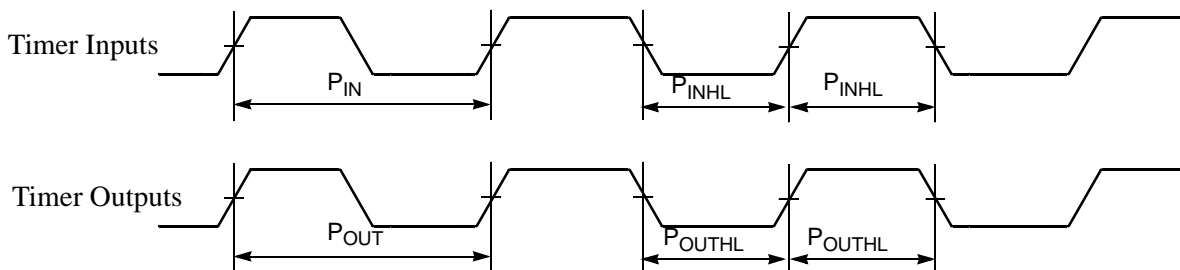 Timer Inputs
PIN
PINHL
PINHL
Timer Outputs
POUT
POUTHL
POUTHL